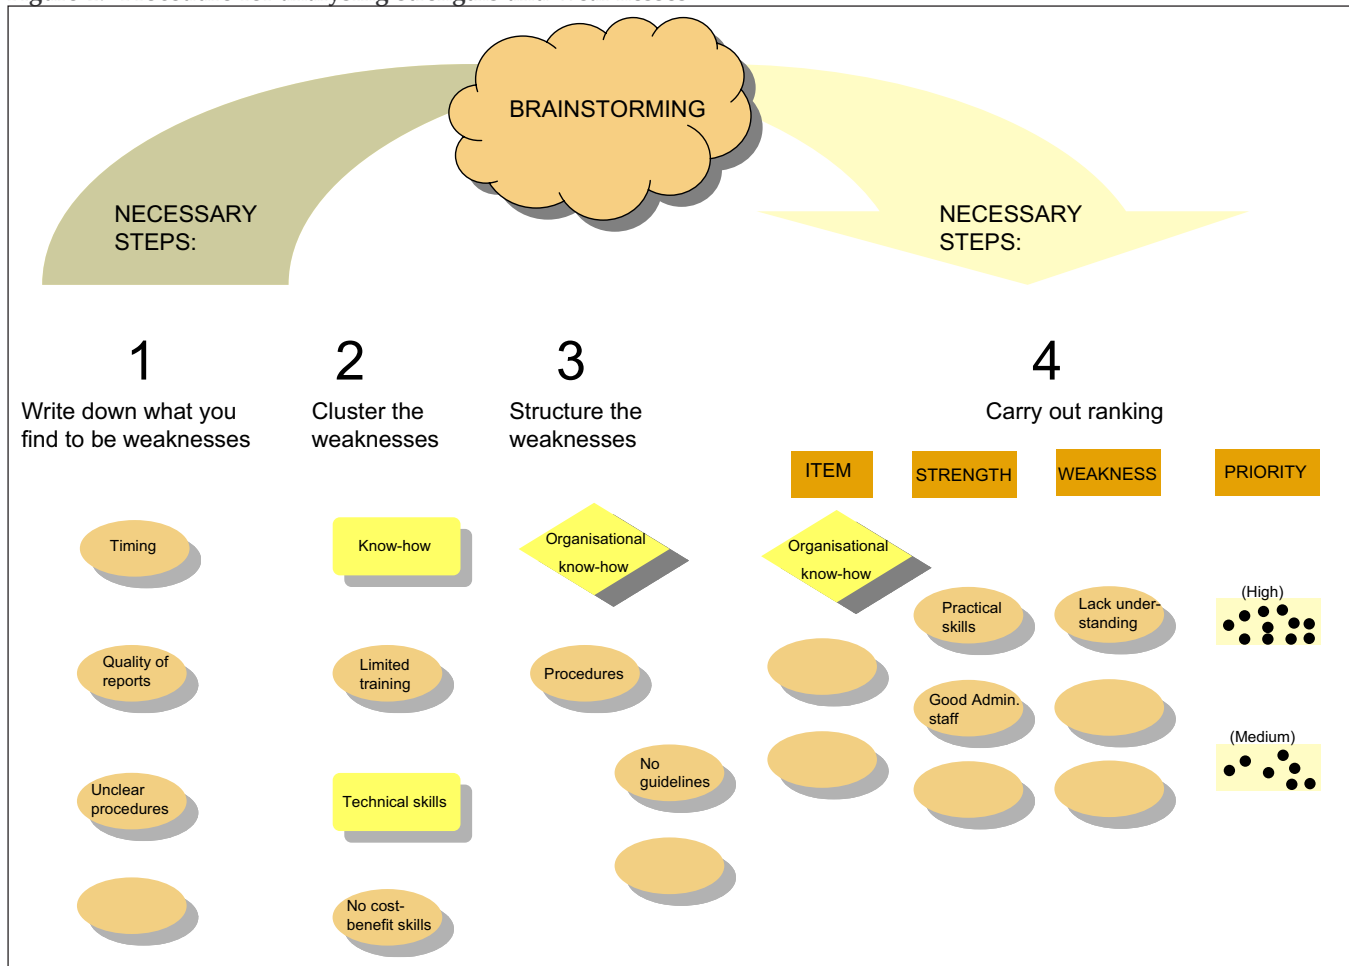 BRAINSTORMING
NECESSARY
STEPS:
NECESSARY
STEPS:
1
Write down what you
find to be weaknesses
Timing
Quality of
reports
Unclear
procedures
2
Cluster the
weaknesses
Know-how
Limited
training
Technical skills
No cost-
benefit skills
3
Structure the
weaknesses
Organisational
know-how
Procedures
No
guidelines
4
Carry out ranking
ITEM
STRENGTH
WEAKNESS
PRIORITY
Organisational
know-how
Practical
skills
Good Admin.
staff
Lack under-
standing
(High)
(Medium)